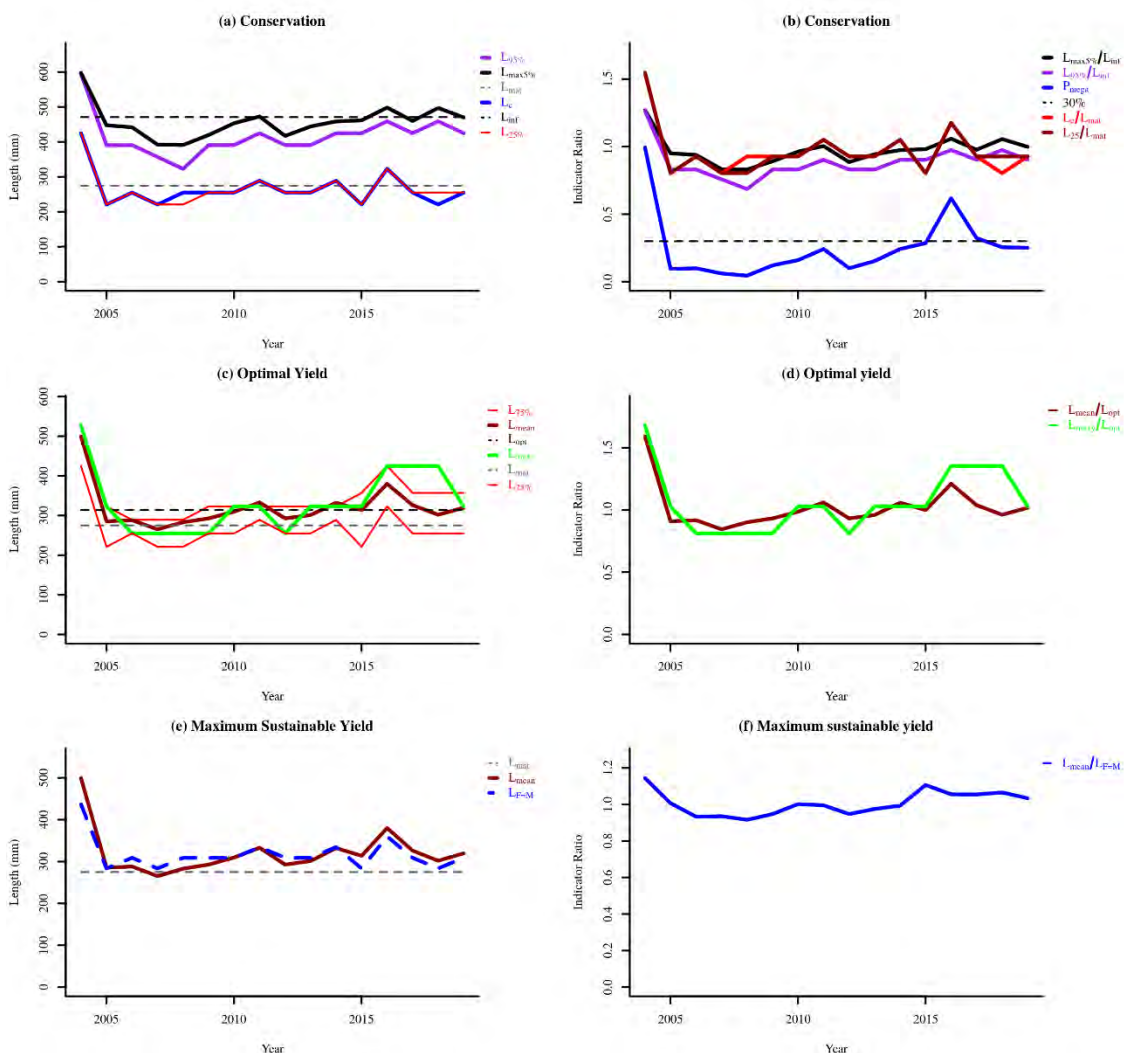 (a) Conservation
Length (mm)
600
500
400
300
200
100
0
2005
2010
2015
Year
L95%
Lmax5%
Lmat
Lc
Linf
L25%
(b) Conservation
Indicator Ratio
1.5
1.0
0.5
0.0
2005
2010
2015
Year
Lmax5%/Linf
L95%/Linf
Pmega
30%
Lc/Lmat
L25/Lmat
(c) Optimal Yield
Length (mm)
600
500
400
300
200
100
0
2005
2010
2015
Year
L75%
Lmean
Lopt
Lmat
L25%
(d) Optimal yield
Indicator Ratio
1.5
1.0
0.5
0.0
2005
2010
2015
Year
Lmean/Lopt
(e) Maximum Sustainable Yield
Length (mm)
500
400
300
200
100
0
2005
2010
2015
Year
Lmat
Lmean
LF=M
(f) Maximum sustainable yield
Indicator Ratio
1.2
1.0
0.8
0.6
0.4
0.2
0.0
2005
2010
2015
Year
Lmean/LF=M